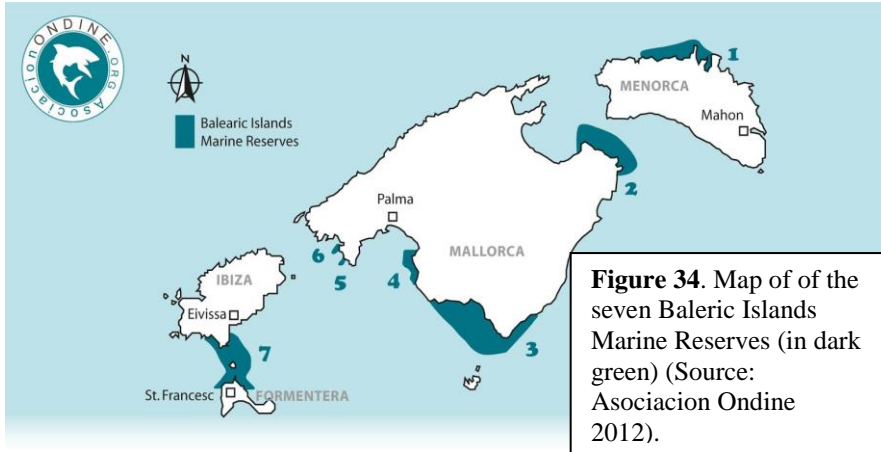 AsociacionONDINE.ORG
N
Balearic Islands
Marine Reserves
1
MENORCA
Mahon
2
Palma
MALLORCA
6
5
4
IBIZA
Eivissa
3
7
St. Francesc
FORMENTERA
Figure 34. Map of of the
seven Baleric Islands
Marine Reserves (in dark
green) (Source:
Asociacion Ondine
2012).